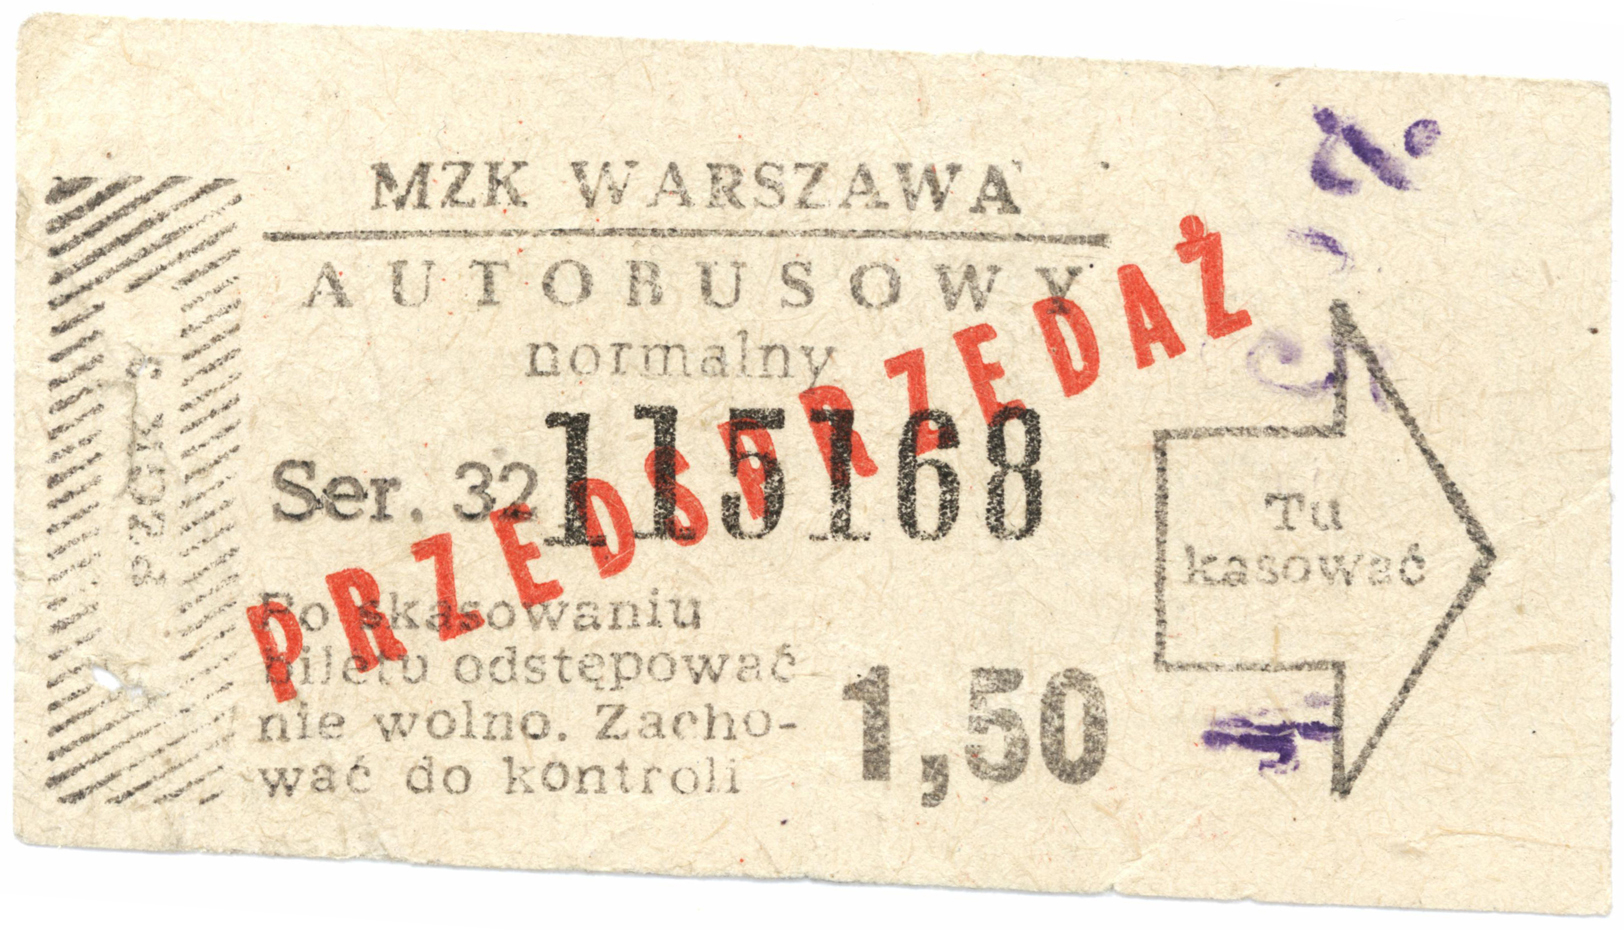 MZK WARSZAWA
AUTOBUSOWY
normalny
Ser. 32 115168
PRZEDSPRZEDAŻ
Po skasowaniu
biletu odstępować
nie wolno. Zacho-
wać do kontroli
1,50
Tu
kasować
PZGK S